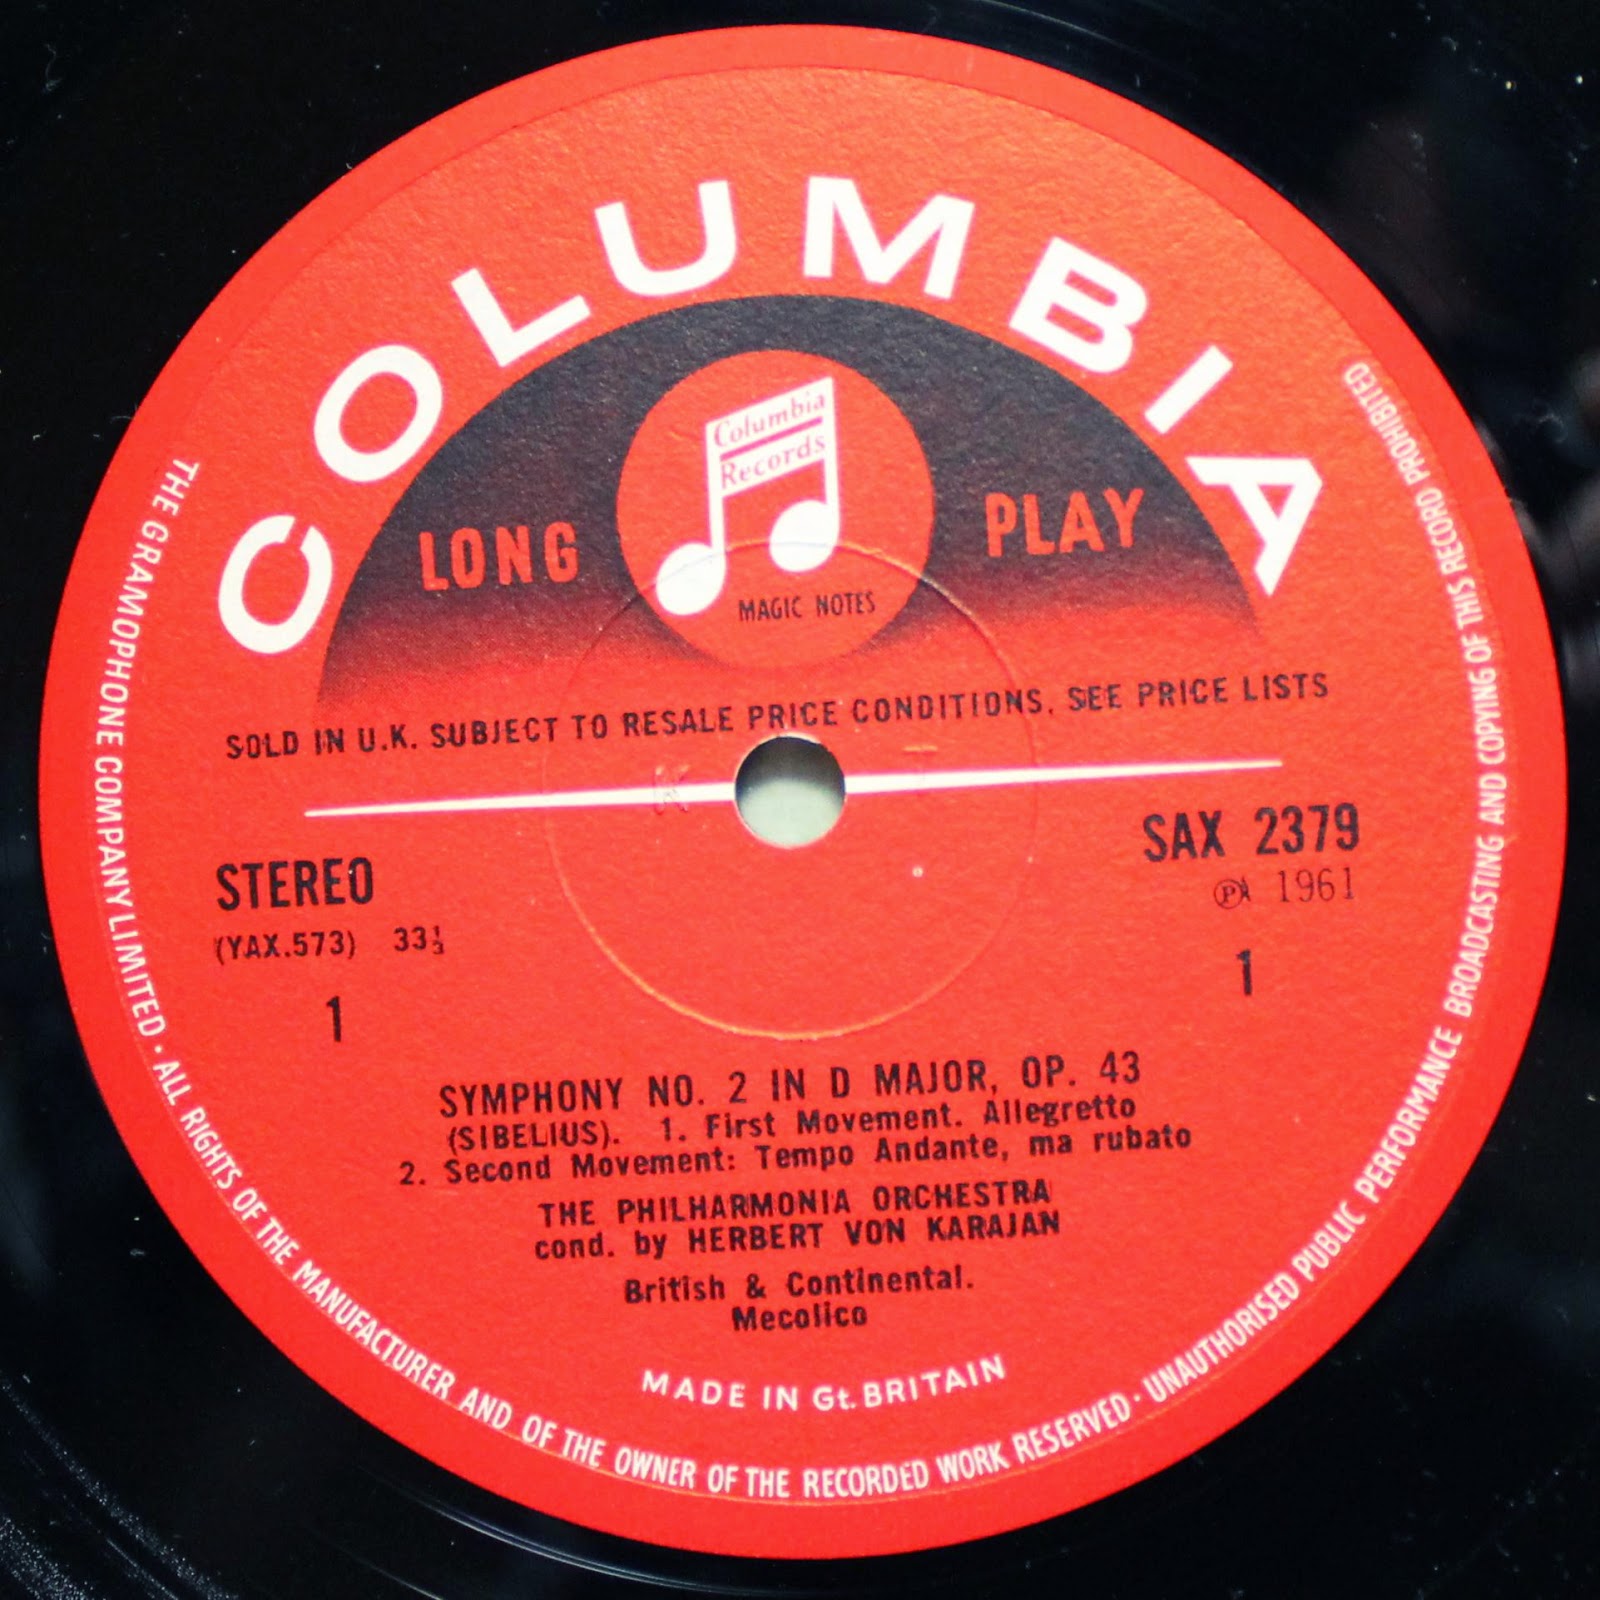 COLUMBIA
Columbia
Records
LONG PLAY
MAGIC NOTES
SOLD IN U.K. SUBJECT TO RESALE PRICE CONDITIONS, SEE PRICE LISTS
K T
STEREO
SAX 2379
(YAX.573) 33⅓
℗ 1961
1
1
SYMPHONY NO. 2 IN D MAJOR, OP. 43
(SIBELIUS). 1. First Movement. Allegretto
2. Second Movement: Tempo Andante, ma rubato
THE PHILHARMONIA ORCHESTRA
cond. by HERBERT VON KARAJAN
British & Continental.
Mecolico
MADE IN Gt. BRITAIN
THE GRAMOPHONE COMPANY LIMITED · ALL RIGHTS OF THE MANUFACTURER AND OF THE OWNER OF THE RECORDED WORK RESERVED · UNAUTHORISED PUBLIC PERFORMANCE BROADCASTING AND COPYING OF THIS RECORD PROHIBITED